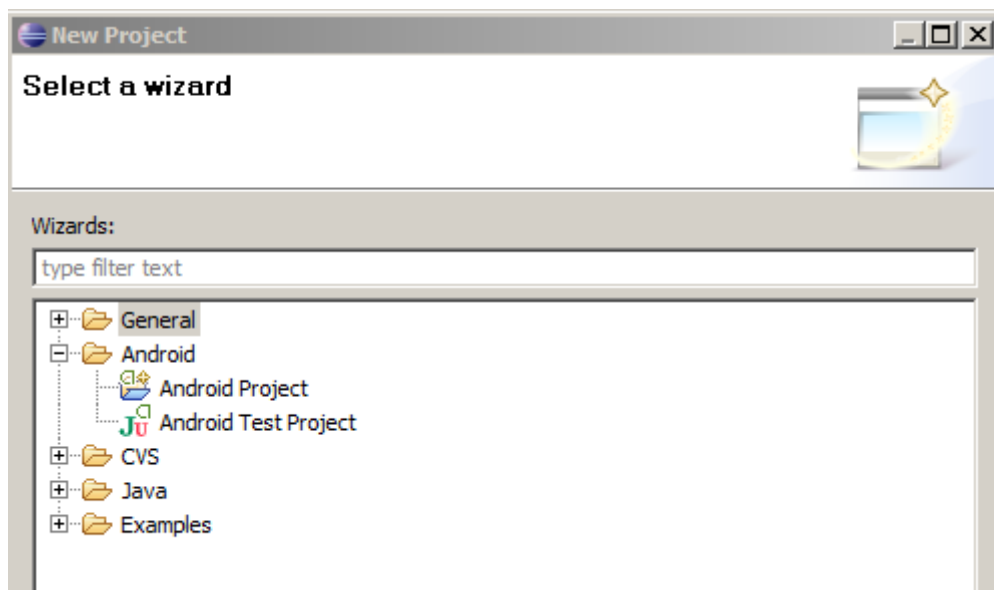 New Project
Select a wizard
Wizards:
type filter text
General
Android
Android Project
Android Test Project
CVS
Java
Examples